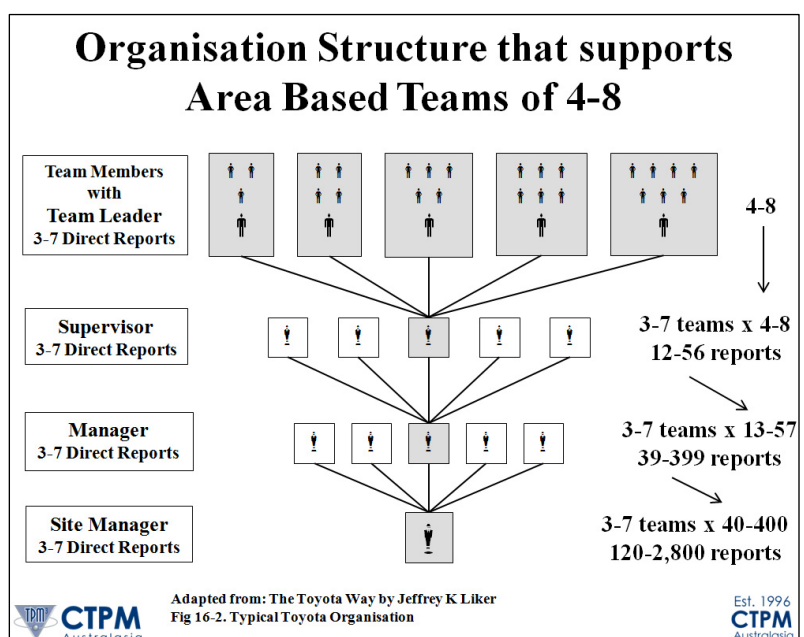 Organisation Structure that supports
Area Based Teams of 4-8
Team Members
with
Team Leader
3-7 Direct Reports
4-8
Supervisor
3-7 Direct Reports
3-7 teams x 4-8
12-56 reports
Manager
3-7 Direct Reports
3-7 teams x 13-57
39-399 reports
Site Manager
3-7 Direct Reports
3-7 teams x 40-400
120-2,800 reports
Adapted from: The Toyota Way by Jeffrey K Liker
Fig 16-2. Typical Toyota Organisation
TPM3 CTPM
Australasia
Est. 1996
CTPM
Australasia